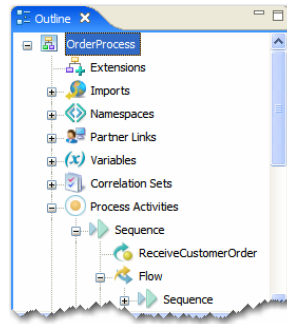 Outline
OrderProcess
Extensions
Imports
Namespaces
Partner Links
(x) Variables
Correlation Sets
Process Activities
Sequence
ReceiveCustomerOrder
Flow
Sequence